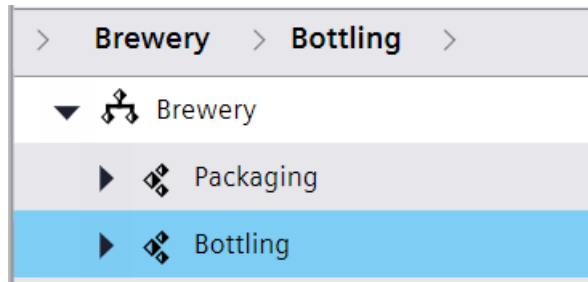 > Brewery > Bottling >
Brewery
Packaging
Bottling